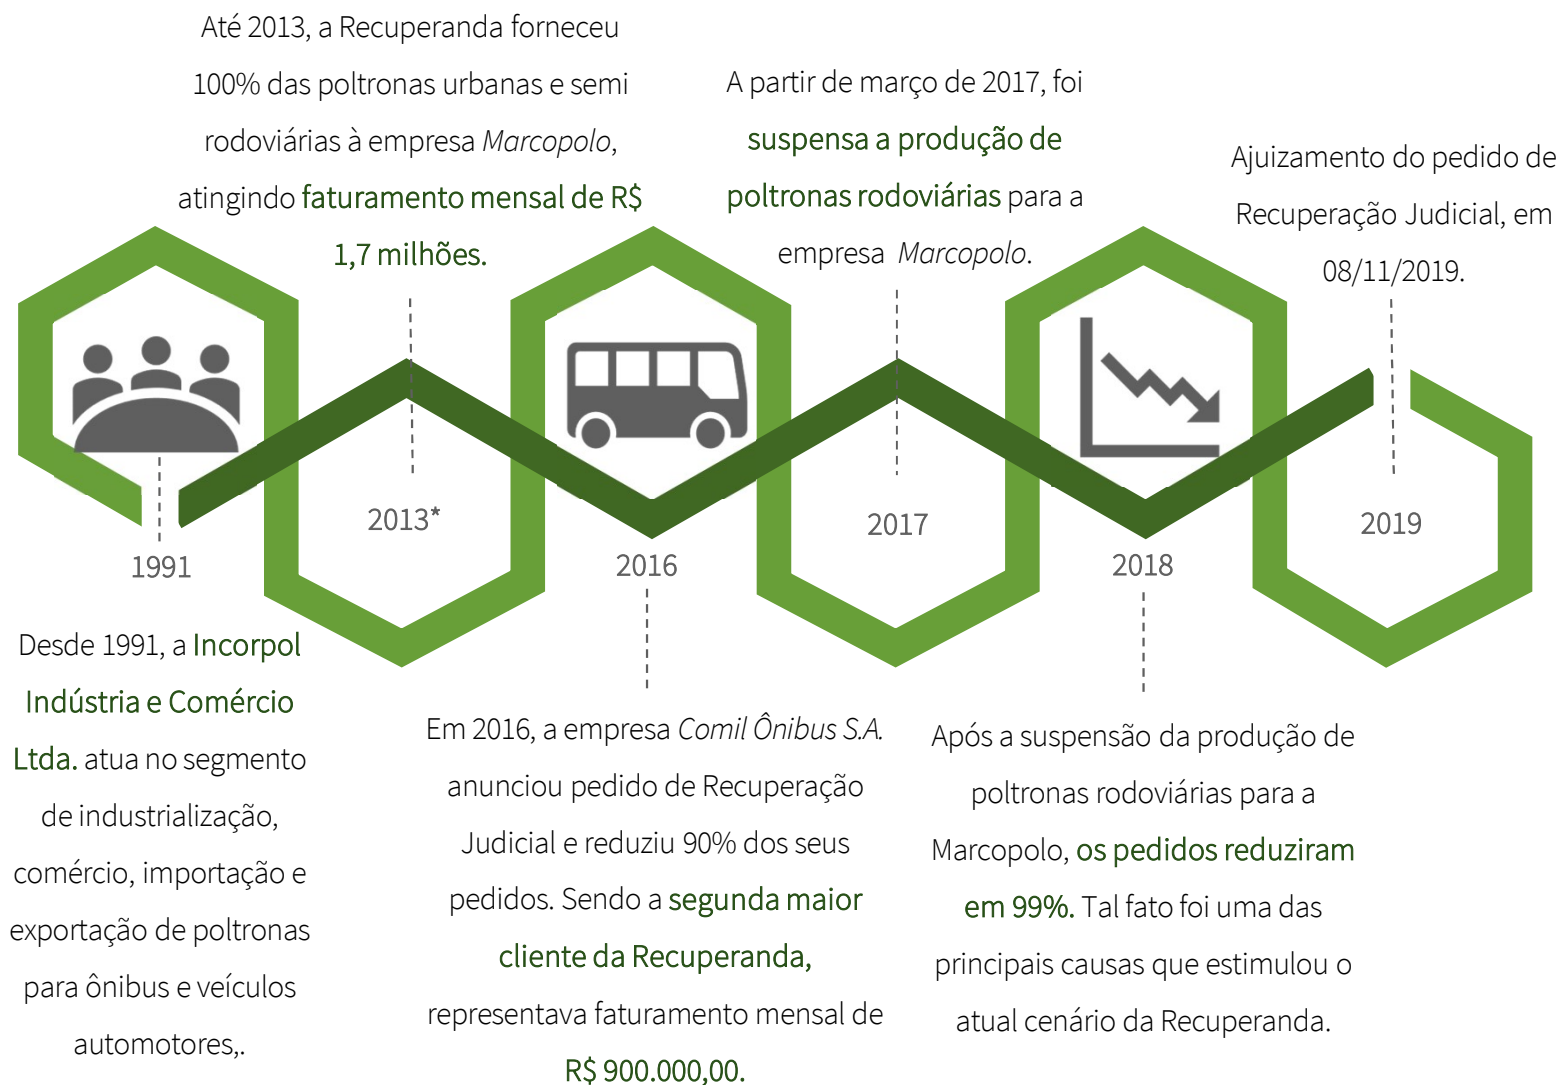 Até 2013, a Recuperanda forneceu
100% das poltronas urbanas e semi
rodoviárias à empresa Marcopolo,
atingindo faturamento mensal de R$
1,7 milhões.
A partir de março de 2017, foi
suspensa a produção de
poltronas rodoviárias para a
empresa Marcopolo.
Ajuizamento do pedido de
Recuperação Judicial, em
08/11/2019.
1991
2013*
2016
2017
2018
2019
Desde 1991, a Incorpol
Indústria e Comércio
Ltda. atua no segmento
de industrialização,
comércio, importação e
exportação de poltronas
para ônibus e veículos
automotores,.
Em 2016, a empresa Comil Ônibus S.A.
anunciou pedido de Recuperação
Judicial e reduziu 90% dos seus
pedidos. Sendo a segunda maior
cliente da Recuperanda,
representava faturamento mensal de
R$ 900.000,00.
Após a suspensão da produção de
poltronas rodoviárias para a
Marcopolo, os pedidos reduziram
em 99%. Tal fato foi uma das
principais causas que estimulou o
atual cenário da Recuperanda.